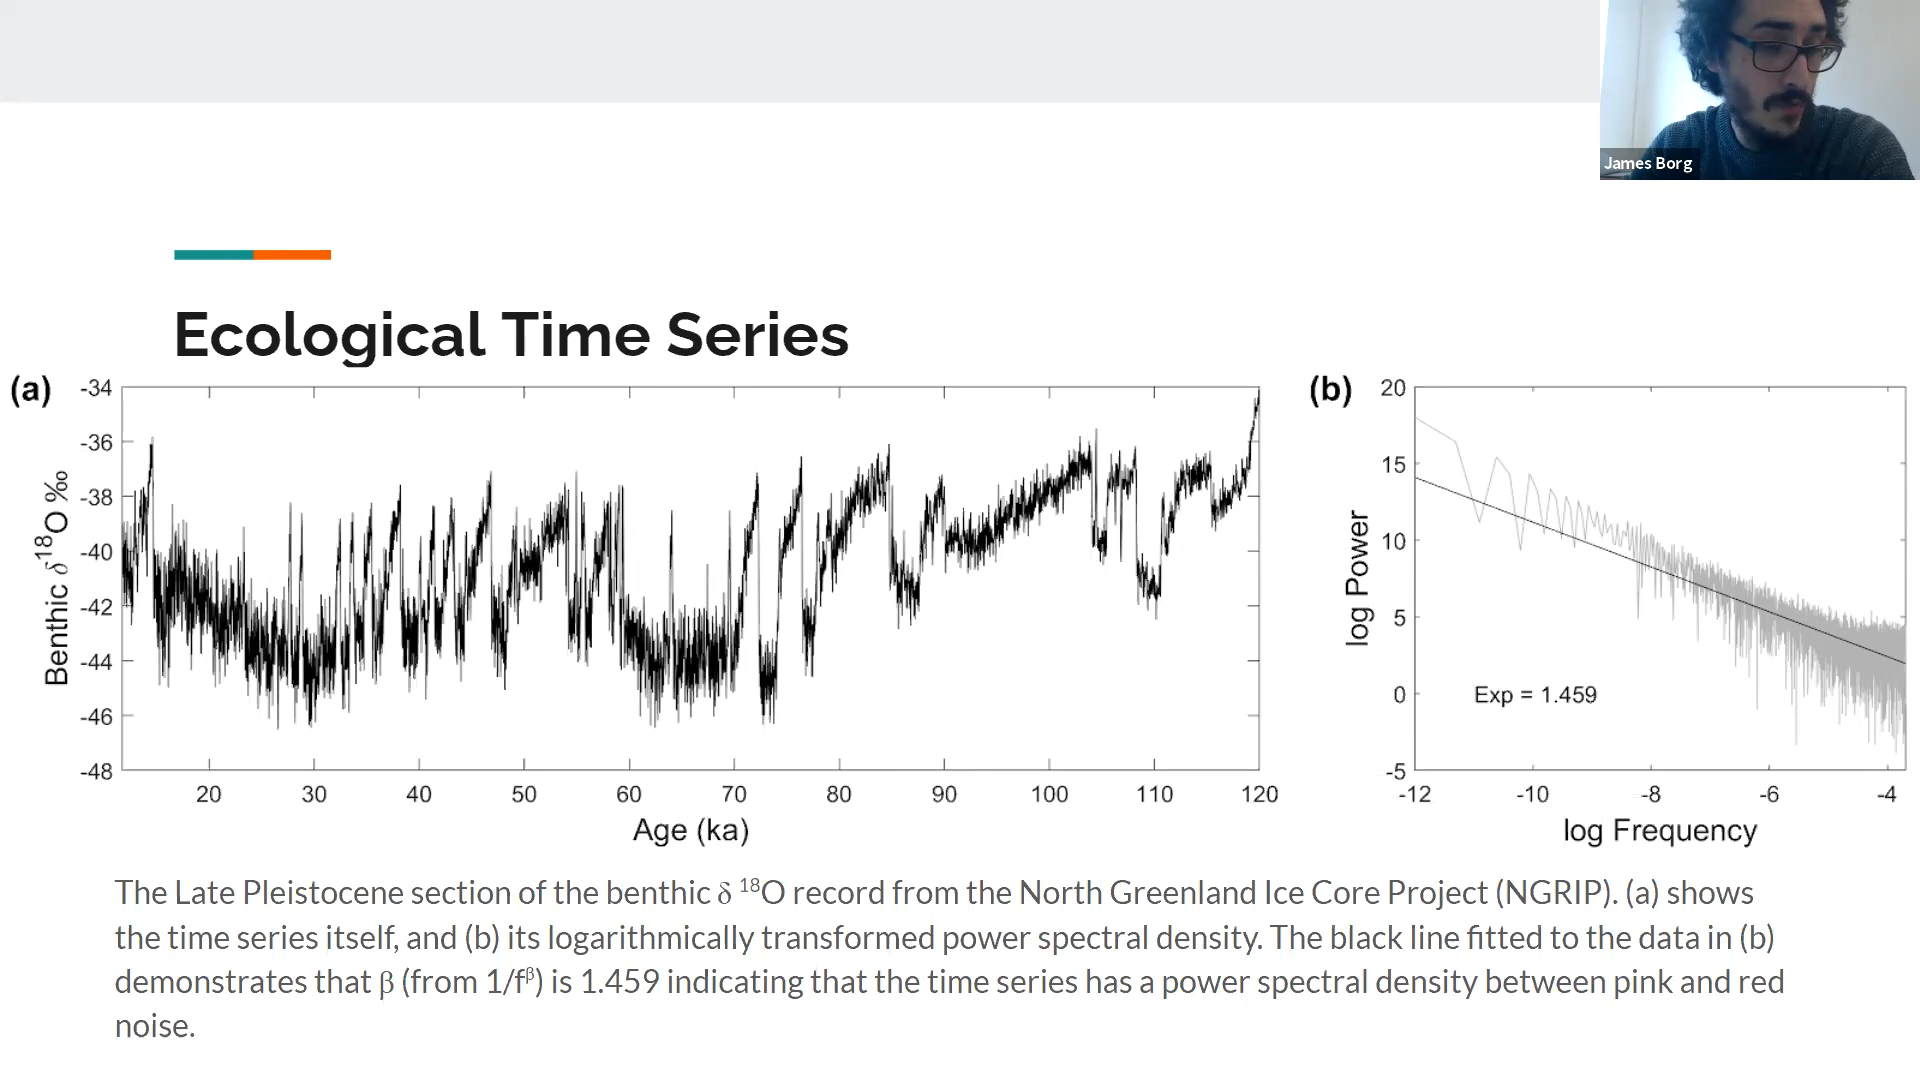 James Borg
Ecological Time Series
(a)
-34
-36
-38
-40
-42
-44
-46
-48
Benthic δ¹⁸O ‰
20 30 40 50 60 70 80 90 100 110 120
Age (ka)
(b)
20
15
10
5
0
-5
log Power
Exp = 1.459
-12 -10 -8 -6 -4
log Frequency
The Late Pleistocene section of the benthic δ ¹⁸O record from the North Greenland Ice Core Project (NGRIP). (a) shows
the time series itself, and (b) its logarithmically transformed power spectral density. The black line fitted to the data in (b)
demonstrates that β (from 1/fᵝ) is 1.459 indicating that the time series has a power spectral density between pink and red
noise.